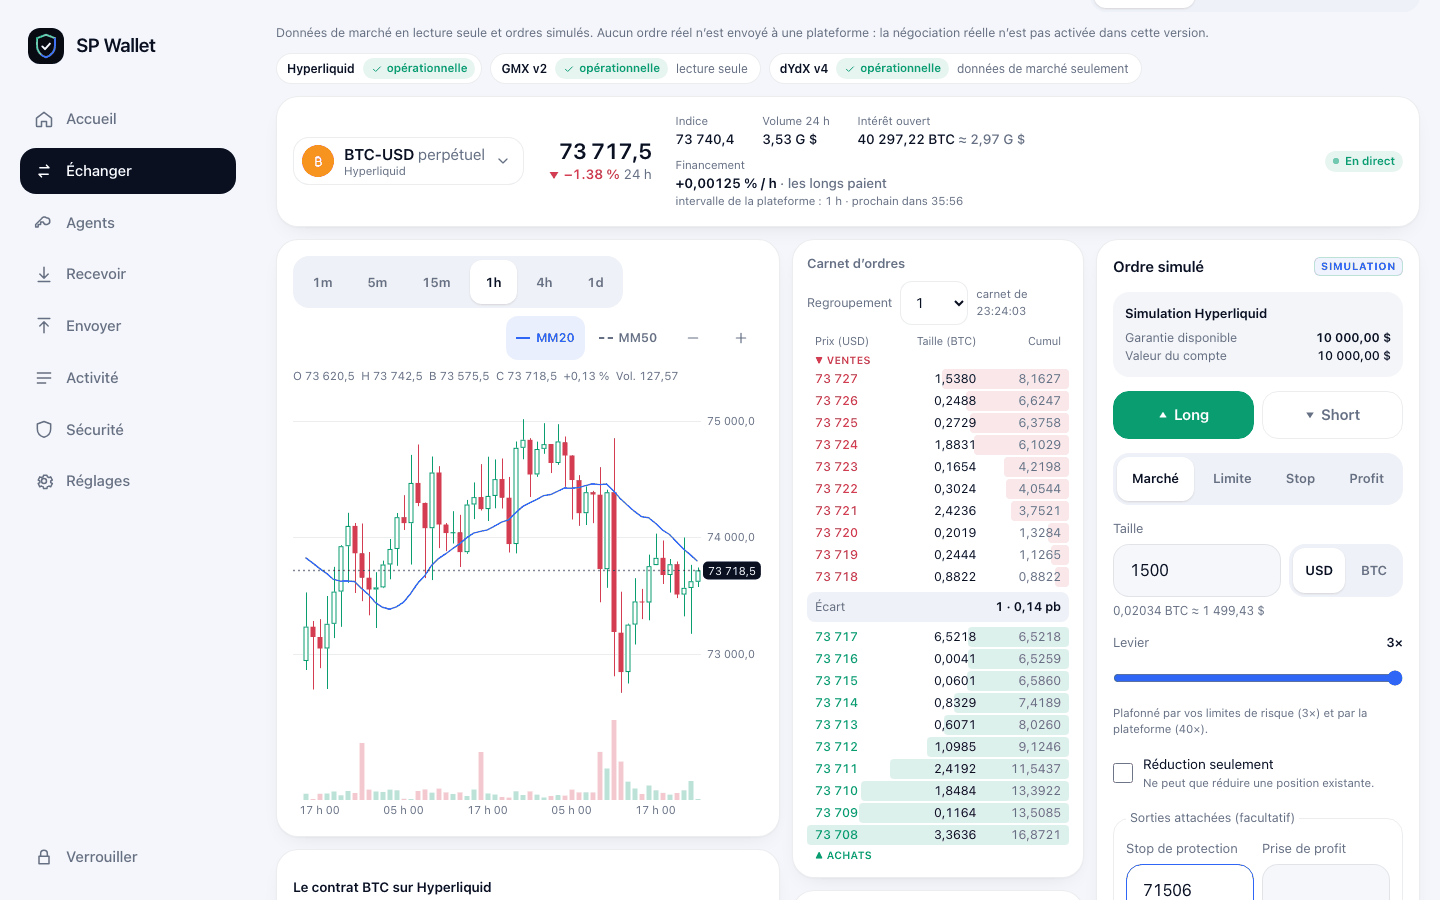 SP Wallet
Accueil
Échanger
Agents
Recevoir
Envoyer
Activité
Sécurité
Réglages
Verrouiller
Données de marché en lecture seule et ordres simulés. Aucun ordre réel n’est envoyé à une plateforme : la négociation réelle n’est pas activée dans cette version.
Hyperliquid opérationnelle GMX v2 opérationnelle lecture seule dYdX v4 opérationnelle données de marché seulement
BTC-USD perpétuel
Hyperliquid
73 717,5
▼ −1.38 % 24 h
Indice Volume 24 h Intérêt ouvert
73 740,4 3,53 G $ 40 297,22 BTC ≈ 2,97 G $
Financement
+0,00125 % / h · les longs paient
intervalle de la plateforme : 1 h · prochain dans 35:56
En direct
1m 5m 15m 1h 4h 1d
MM20 MM50 − +
O 73 620,5 H 73 742,5 B 73 575,5 C 73 718,5 +0,13 % Vol. 127,57
75 000,0
74 000,0
73 718,5
73 000,0
17 h 00 05 h 00 17 h 00 05 h 00 17 h 00
Le contrat BTC sur Hyperliquid
Carnet d’ordres
Regroupement 1 carnet de
23:24:03
Prix (USD) Taille (BTC) Cumul
▼ VENTES
73 727 1,5380 8,1627
73 726 0,2488 6,6247
73 725 0,2729 6,3758
73 724 1,8831 6,1029
73 723 0,1654 4,2198
73 722 0,3024 4,0544
73 721 2,4236 3,7521
73 720 0,2019 1,3284
73 719 0,2444 1,1265
73 718 0,8822 0,8822
Écart 1 · 0,14 pb
73 717 6,5218 6,5218
73 716 0,0041 6,5259
73 715 0,0601 6,5860
73 714 0,8329 7,4189
73 713 0,6071 8,0260
73 712 1,0985 9,1246
73 711 2,4192 11,5437
73 710 1,8484 13,3922
73 709 0,1164 13,5085
73 708 3,3636 16,8721
▲ ACHATS
Ordre simulé SIMULATION
Simulation Hyperliquid
Garantie disponible 10 000,00 $
Valeur du compte 10 000,00 $
▲ Long ▼ Short
Marché Limite Stop Profit
Taille
1500 USD BTC
0,02034 BTC ≈ 1 499,43 $
Levier 3×
Plafonné par vos limites de risque (3×) et par la
plateforme (40×).
Réduction seulement
Ne peut que réduire une position existante.
Sorties attachées (facultatif)
Stop de protection Prise de profit
71506